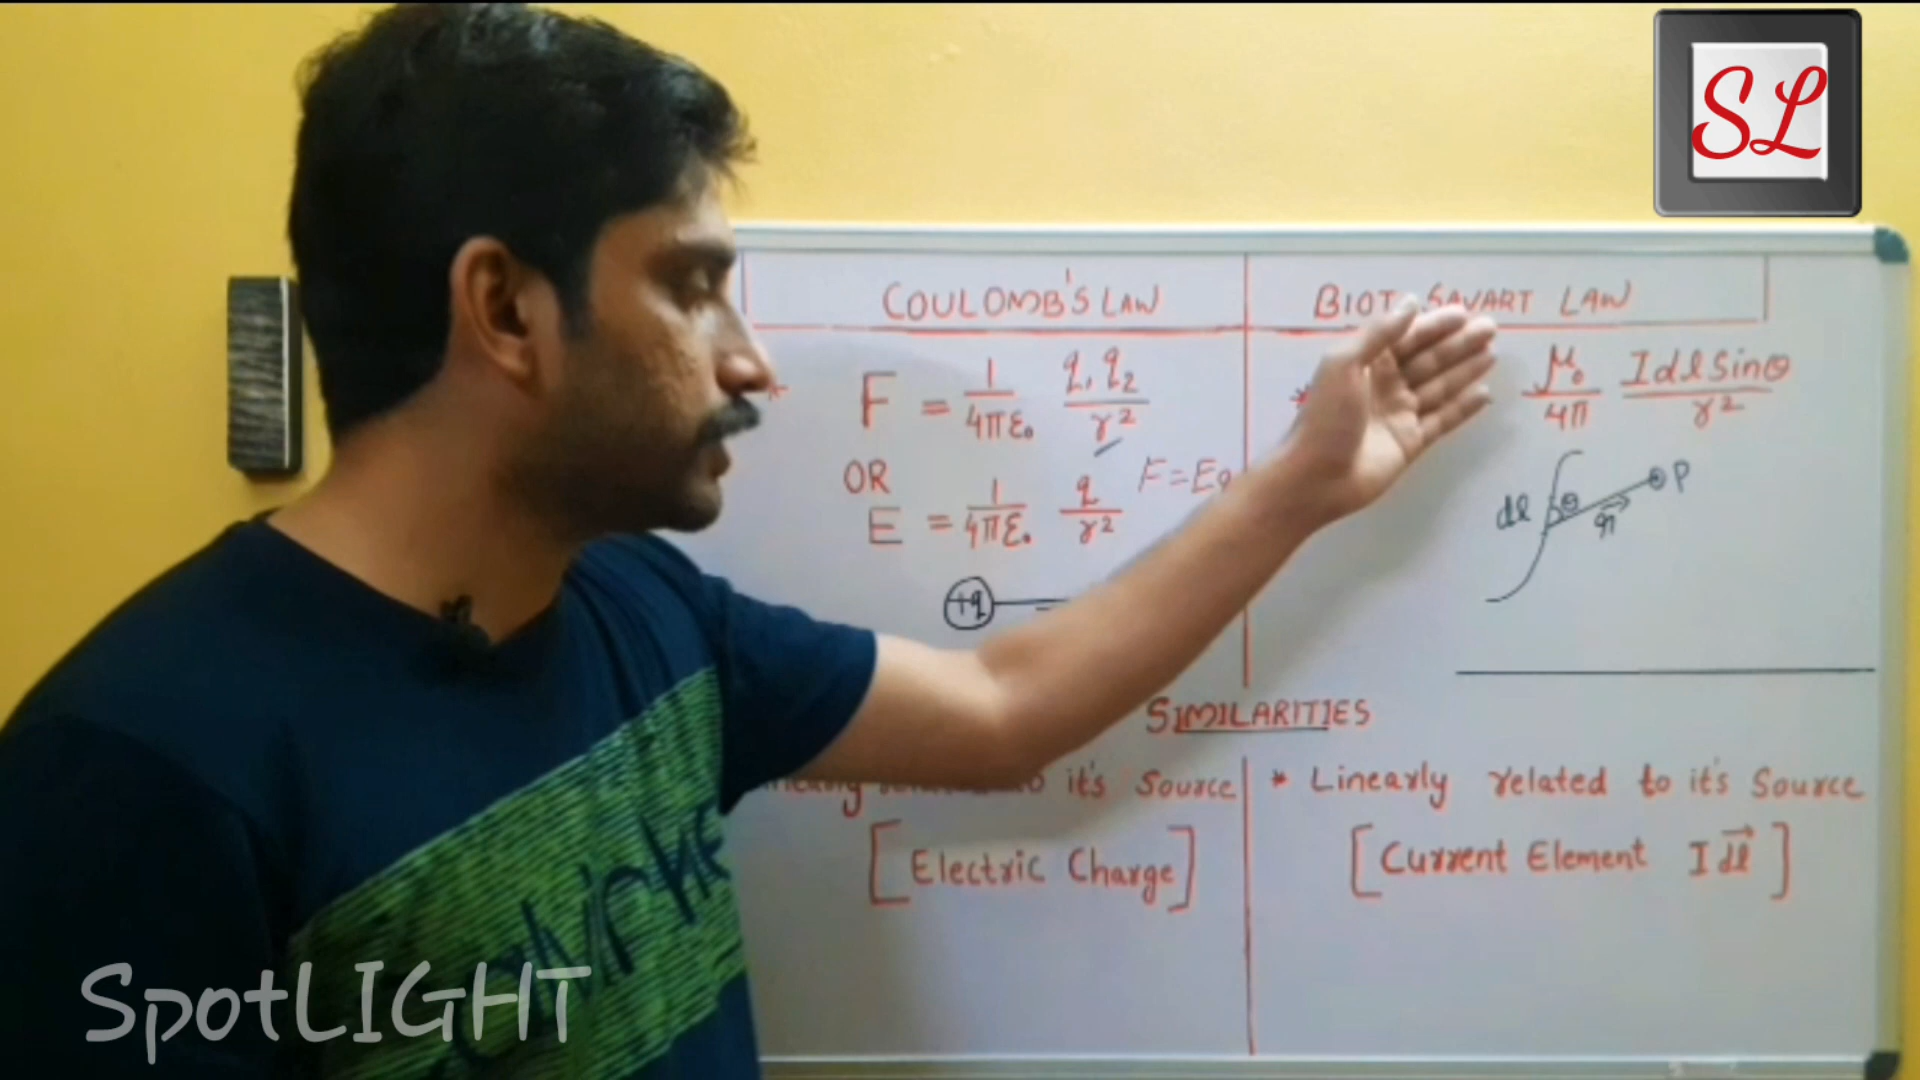 SL
COULOMB'S LAW
BIOT SAVART LAW
* F = 1/4πε₀ q₁q₂/r²
* μ₀/4π Idl Sinθ/r²
OR
F=Eq
E = 1/4πε₀ q/r²
dl θ r P
+q
SIMILARITIES
to it's Source
* Linearly related to it's Source
[Electric Charge]
[Current Element Idl]
SpotLIGHT